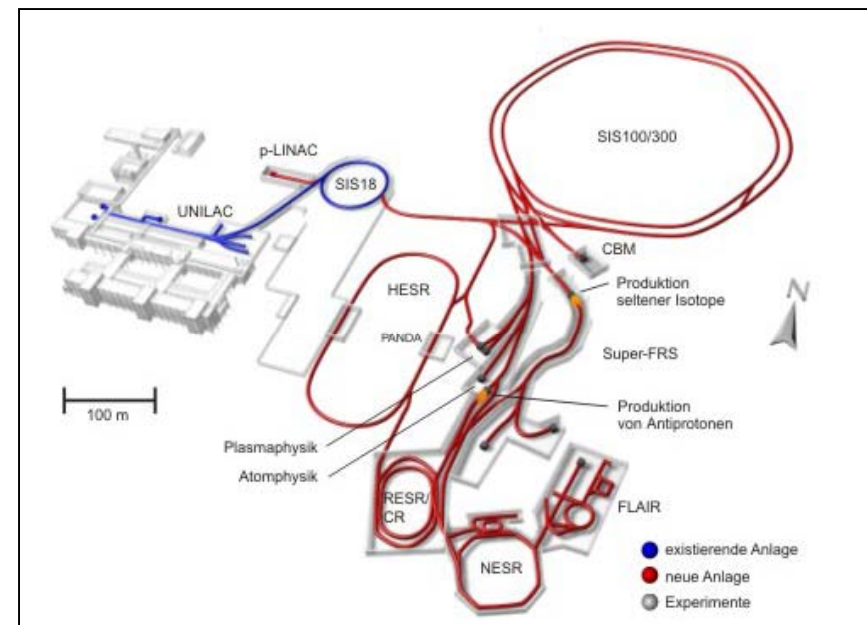 SIS100/300
p-LINAC
SIS18
UNILAC
CBM
HESR
Produktion
seltener Isotope
N
PANDA
Super-FRS
100 m
Produktion
von Antiprotonen
Plasmaphysik
Atomphysik
RESR/
CR
FLAIR
NESR
existierende Anlage
neue Anlage
Experimente